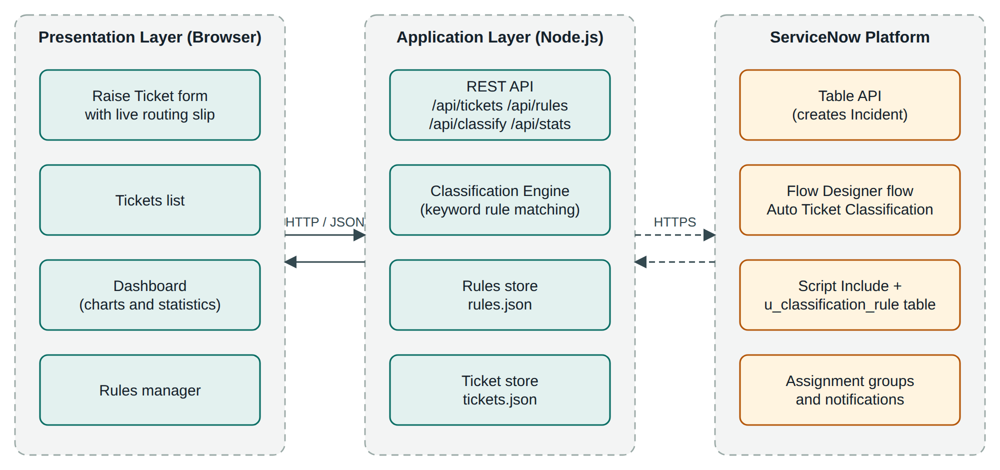 Presentation Layer (Browser)
Raise Ticket form
with live routing slip
Tickets list
Dashboard
(charts and statistics)
Rules manager
HTTP / JSON
Application Layer (Node.js)
REST API
/api/tickets /api/rules
/api/classify /api/stats
Classification Engine
(keyword rule matching)
Rules store
rules.json
Ticket store
tickets.json
HTTPS
ServiceNow Platform
Table API
(creates Incident)
Flow Designer flow
Auto Ticket Classification
Script Include +
u_classification_rule table
Assignment groups
and notifications